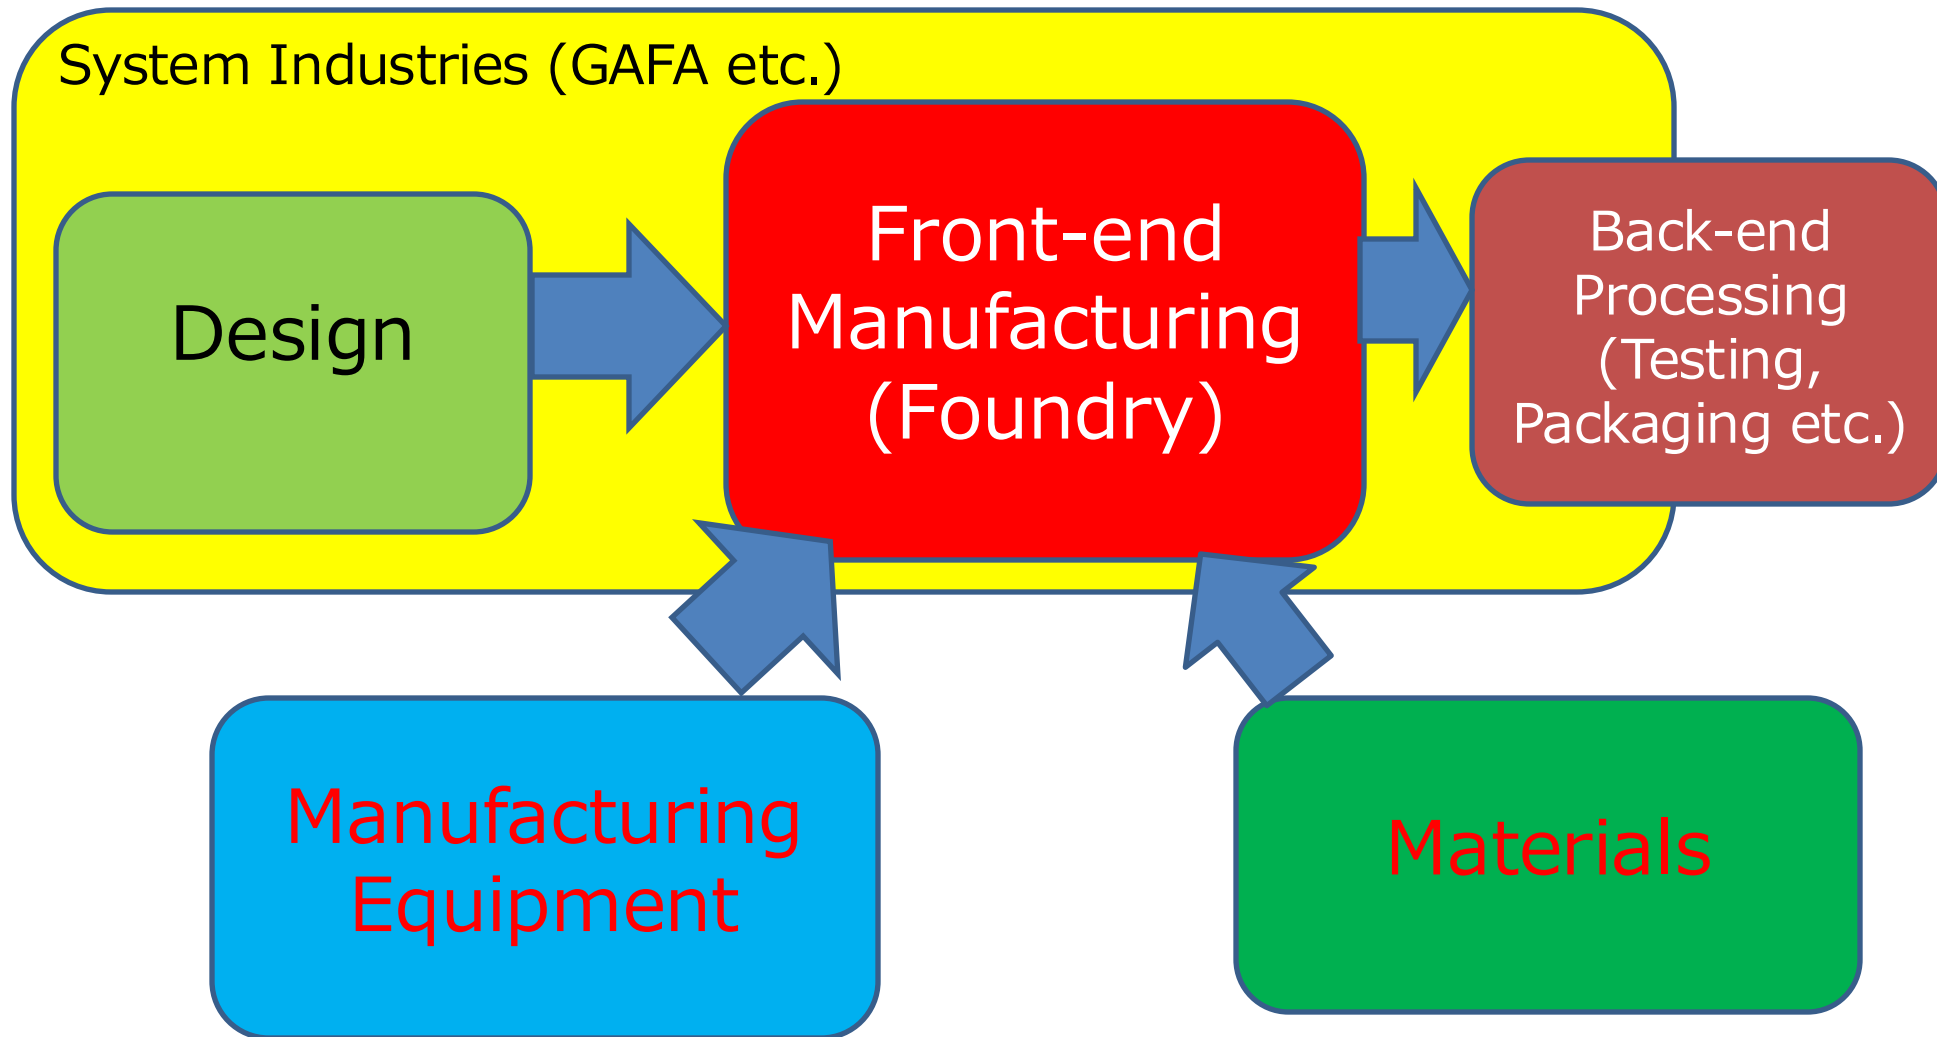 System Industries (GAFA etc.)
Design
Front-end
Manufacturing
(Foundry)
Back-end
Processing
(Testing,
Packaging etc.)
Manufacturing
Equipment
Materials